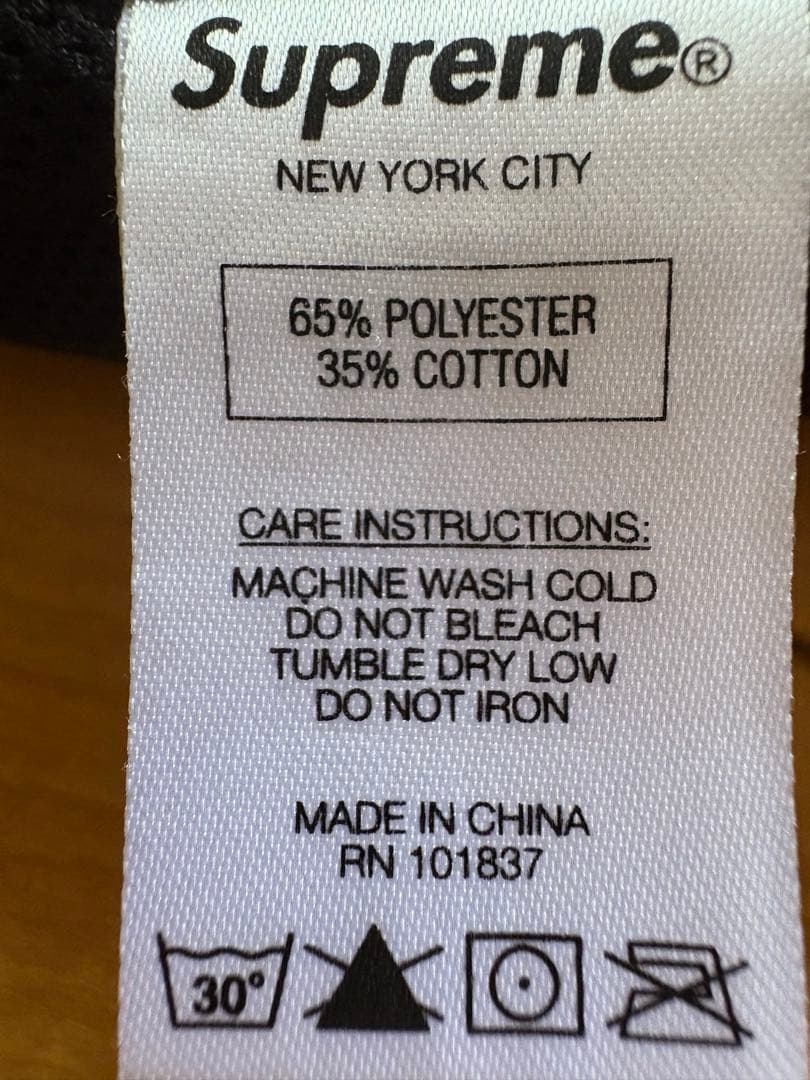 Supreme®
NEW YORK CITY
65% POLYESTER
35% COTTON
CARE INSTRUCTIONS:
MACHINE WASH COLD
DO NOT BLEACH
TUMBLE DRY LOW
DO NOT IRON
MADE IN CHINA
RN 101837
30°